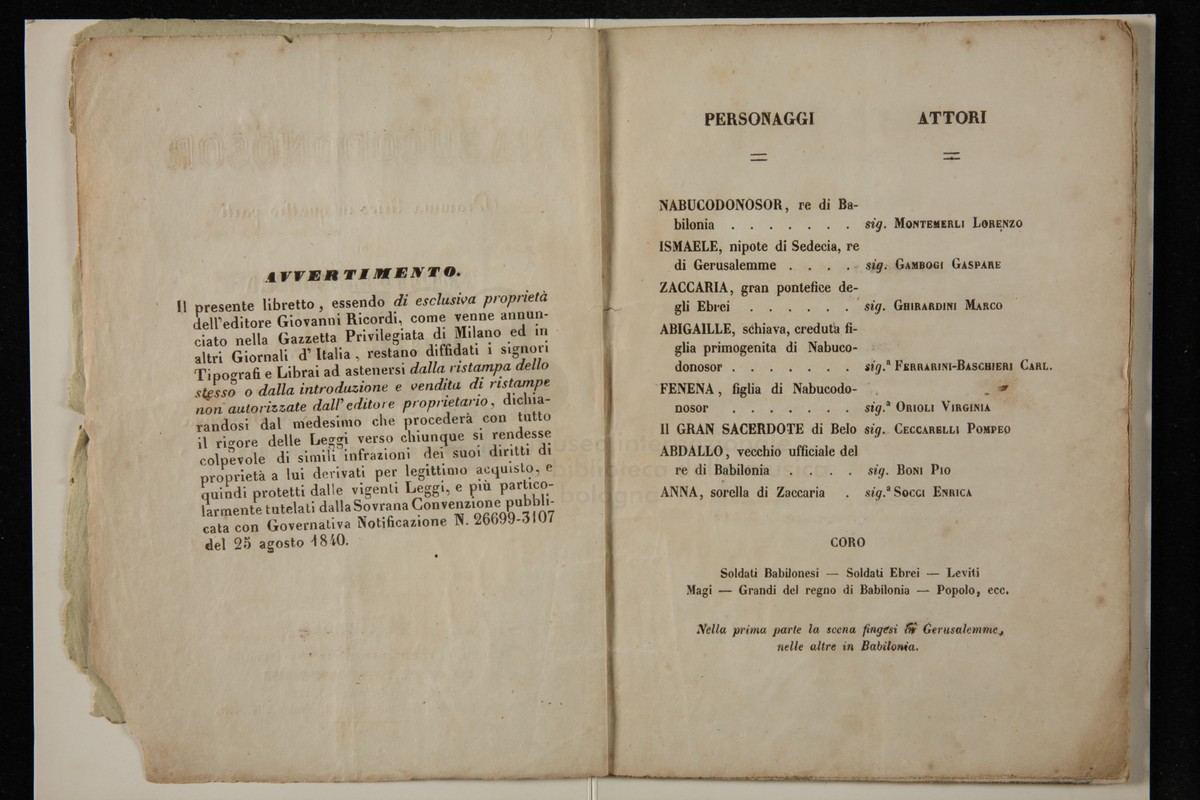 AVVERTIMENTO.
Il presente libretto, essendo di esclusiva proprietà
dell'editore Giovanni Ricordi, come venne annun-
ciato nella Gazzetta Privilegiata di Milano ed in
altri Giornali d'Italia, restano diffidati i signori
Tipografi e Librai ad astenersi dalla ristampa dello
stesso o dalla introduzione e vendita di ristampe
non autorizzate dall'editore proprietario, dichia-
randosi dal medesimo che procederà con tutto
il rigore delle Leggi verso chiunque si rendesse
colpevole di simili infrazioni dei suoi diritti di
proprietà a lui derivati per legittimo acquisto, e
quindi protetti dalle vigenti Leggi, e più partico-
larmente tutelati dalla Sovrana Convenzione pubbli-
cata con Governativa Notificazione N. 26699-3107
del 25 agosto 1840.
PERSONAGGI ATTORI
NABUCODONOSOR, re di Ba-
bilonia . . . . . . . sig. MONTEMERLI LORENZO
ISMAELE, nipote di Sedecia, re
di Gerusalemme . . . . sig. GAMBOGI GASPARE
ZACCARIA, gran pontefice de-
gli Ebrei . . . . . . sig. GHIRARDINI MARCO
ABIGAILLE, schiava, creduta fi-
glia primogenita di Nabuco-
donosor . . . . . . . sig.ª FERRARINI-BASCHIERI CARL.
FENENA, figlia di Nabucodo-
nosor . . . . . . . sig.ª ORIOLI VIRGINIA
Il GRAN SACERDOTE di Belo sig. CECCARELLI POMPEO
ABDALLO, vecchio ufficiale del
re di Babilonia . . . . sig. BONI PIO
ANNA, sorella di Zaccaria . sig.ª SOCCI ENRICA
CORO
Soldati Babilonesi — Soldati Ebrei — Leviti
Magi — Grandi del regno di Babilonia — Popolo, ecc.
Nella prima parte la scena fingesi in Gerusalemme,
nelle altre in Babilonia.
museo internazionale
biblioteca musica
bologna